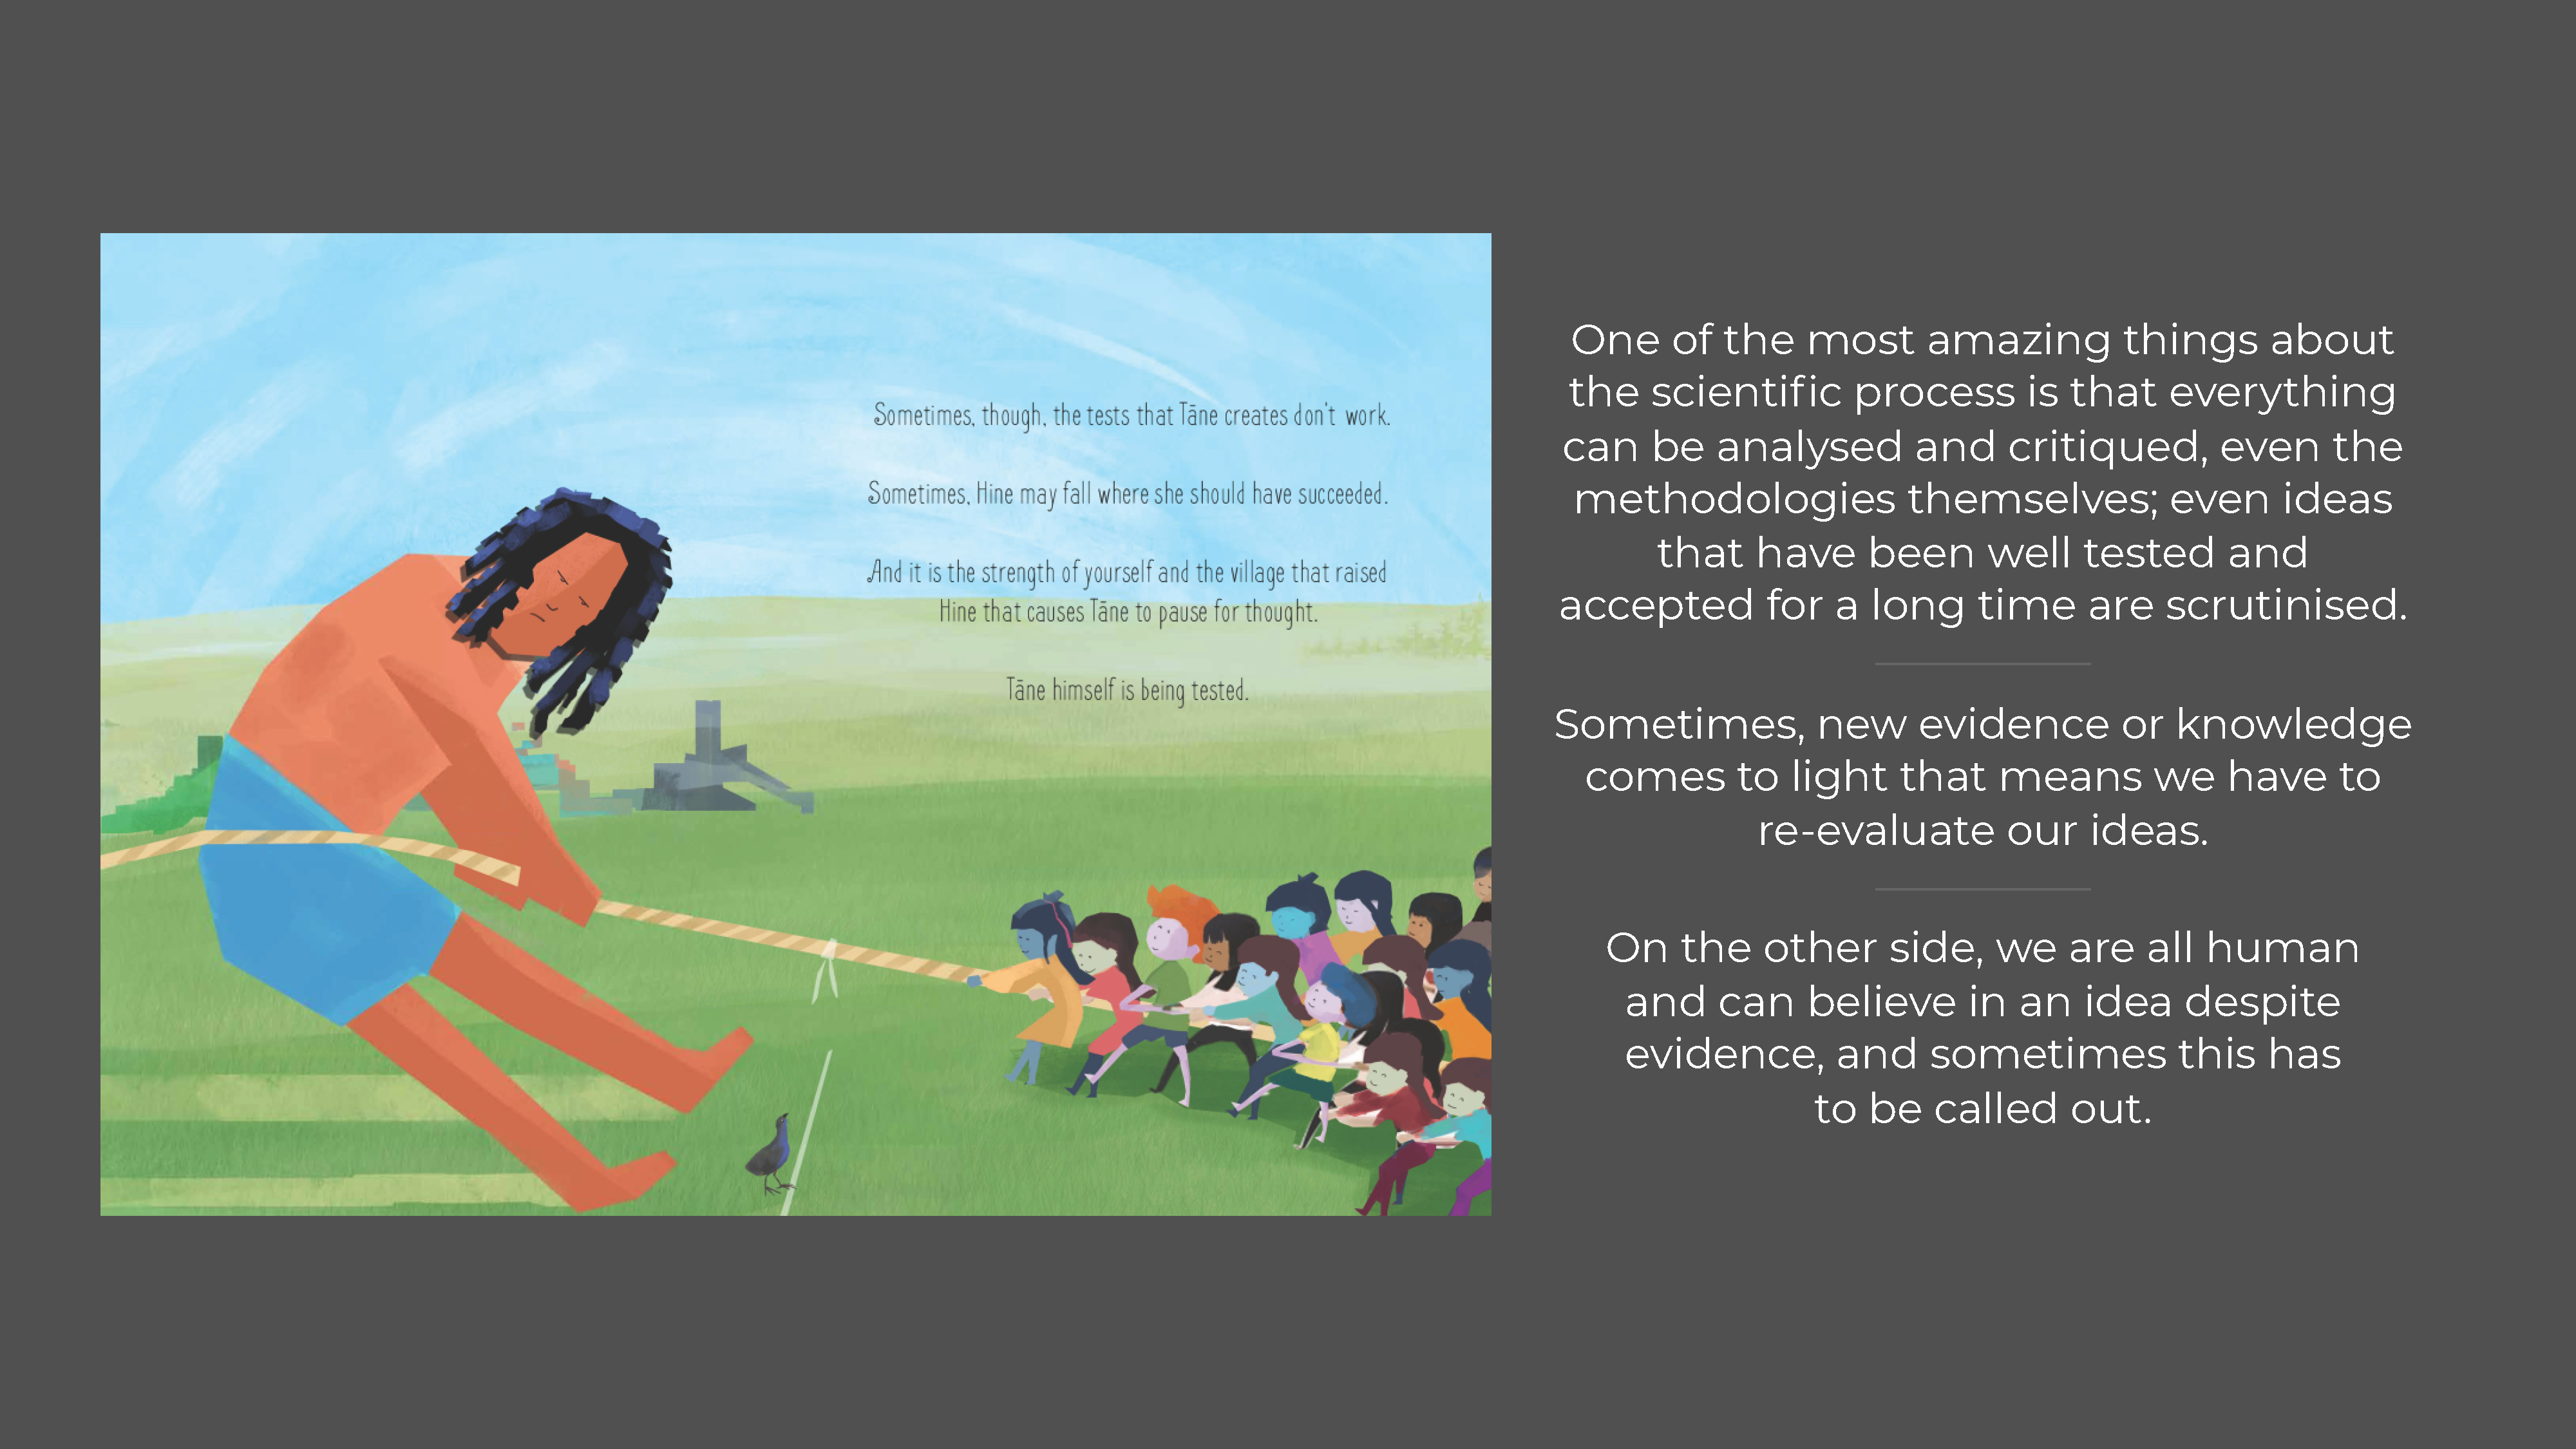 Sometimes, though, the tests that Tāne creates don't work.
Sometimes, Hine may fall where she should have succeeded.
And it is the strength of yourself and the village that raised
Hine that causes Tāne to pause for thought.
Tāne himself is being tested.
One of the most amazing things about
the scientific process is that everything
can be analysed and critiqued, even the
methodologies themselves; even ideas
that have been well tested and
accepted for a long time are scrutinised.
Sometimes, new evidence or knowledge
comes to light that means we have to
re-evaluate our ideas.
On the other side, we are all human
and can believe in an idea despite
evidence, and sometimes this has
to be called out.